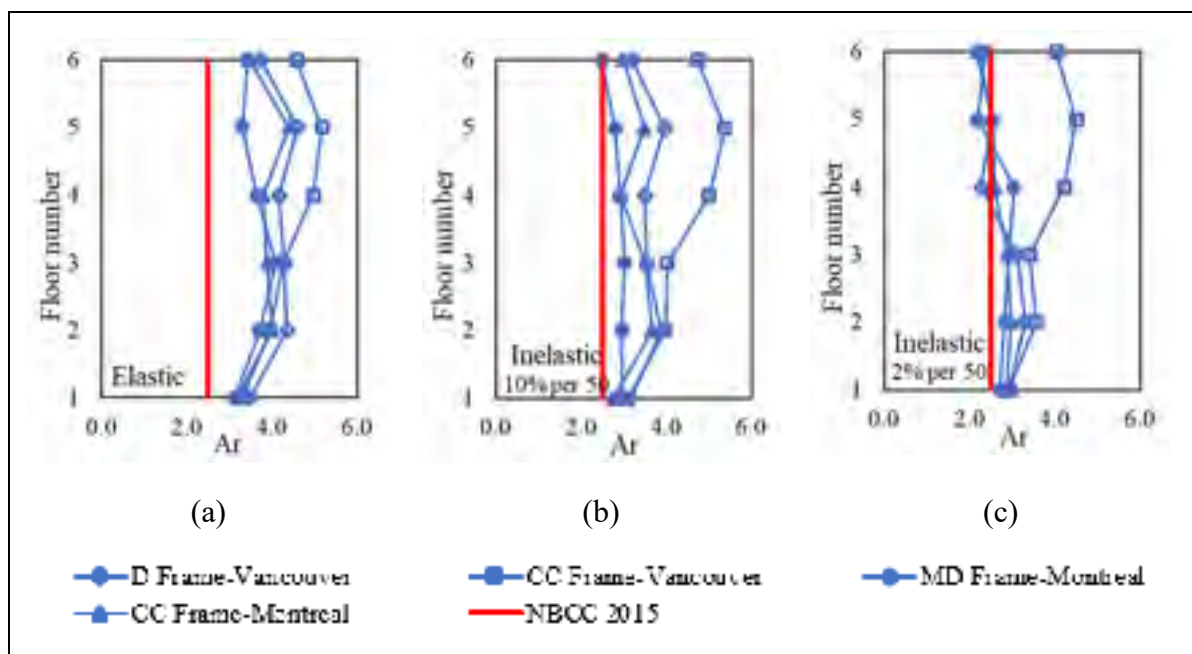 6
5
4
3
2
1
Floor number
Elastic
0.0 2.0 4.0 6.0
Ar
6
5
4
3
2
1
Floor number
Inelastic
10% per 50
0.0 2.0 4.0 6.0
Ar
6
5
4
3
2
1
Floor number
Inelastic
2% per 50
0.0 2.0 4.0 6.0
Ar
(a) (b) (c)
D Frame-Vancouver CC Frame-Vancouver MD Frame-Montreal
CC Frame-Montreal NBCC 2015